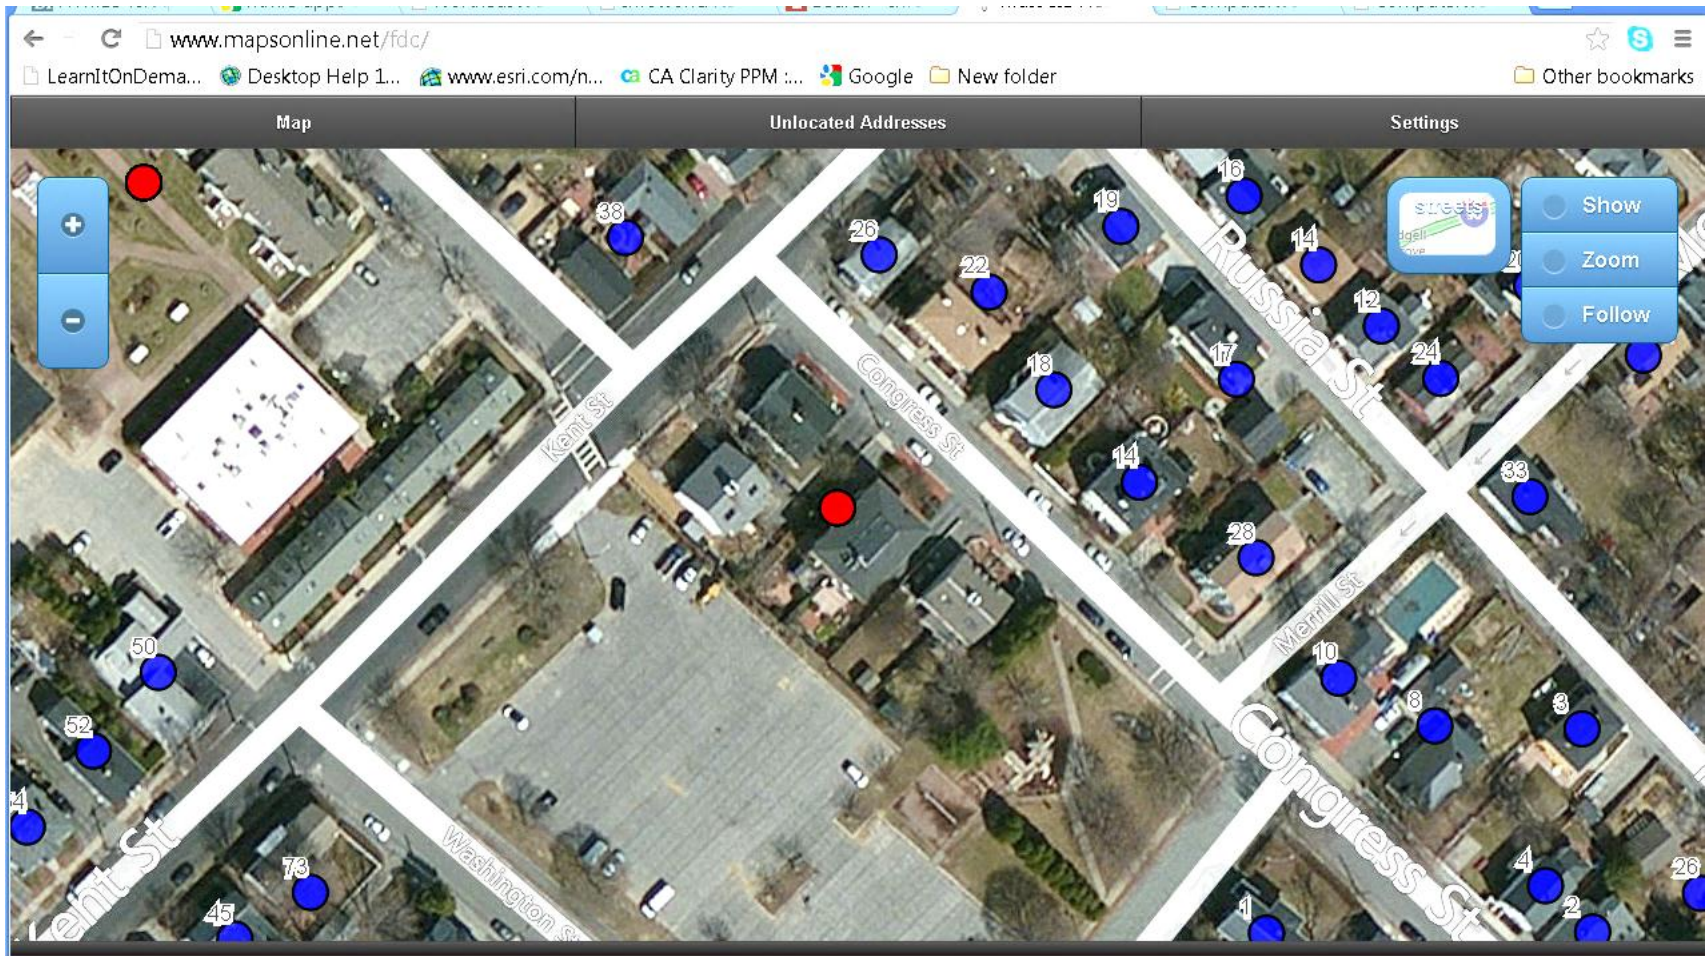 www.mapsonline.net/fdc/
LearnItOnDema...
Desktop Help 1...
www.esri.com/n...
CA Clarity PPM :...
Google
New folder
Other bookmarks
Map
Unlocated Addresses
Settings
streets
Show
Zoom
Follow
16
38
19
26
14
22
12
18
17
24
Russia St
Kent St
Congress St
14
33
28
Merrill St
50
10
52
8
3
Congress St
Kent St
Washington St
73
4
26
45
1
2